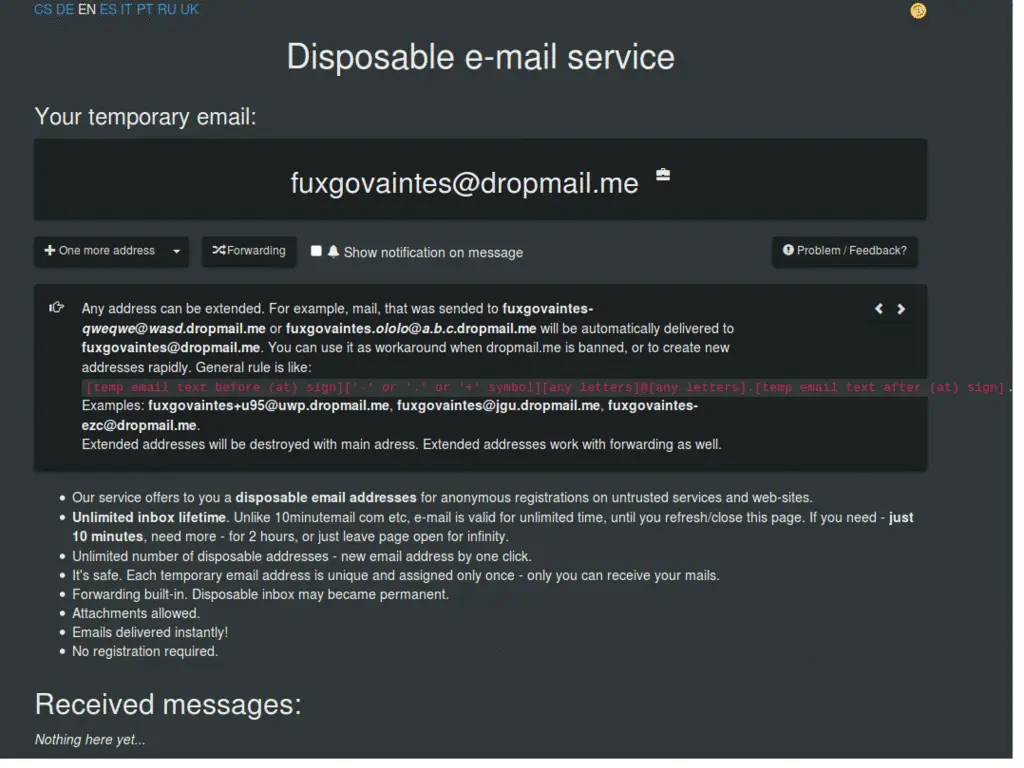 CS DE EN ES IT PT RU UK
Disposable e-mail service
Your temporary email:
fuxgovaintes@dropmail.me
One more address
Forwarding
Show notification on message
Problem / Feedback?
Any address can be extended. For example, mail, that was sended to fuxgovaintes-
qweqwe@wasd.dropmail.me or fuxgovaintes.ololo@a.b.c.dropmail.me will be automatically delivered to
fuxgovaintes@dropmail.me. You can use it as workaround when dropmail.me is banned, or to create new
addresses rapidly. General rule is like:
[temp email text before (at) sign]['-' or '.' or '+' symbol][any letters]@[any letters].[temp email text after (at) sign].
Examples: fuxgovaintes+u95@uwp.dropmail.me, fuxgovaintes@jgu.dropmail.me, fuxgovaintes-
ezc@dropmail.me.
Extended addresses will be destroyed with main adress. Extended addresses work with forwarding as well.
Our service offers to you a disposable email addresses for anonymous registrations on untrusted services and web-sites.
Unlimited inbox lifetime. Unlike 10minutemail com etc, e-mail is valid for unlimited time, until you refresh/close this page. If you need - just
10 minutes, need more - for 2 hours, or just leave page open for infinity.
Unlimited number of disposable addresses - new email address by one click.
It's safe. Each temporary email address is unique and assigned only once - only you can receive your mails.
Forwarding built-in. Disposable inbox may became permanent.
Attachments allowed.
Emails delivered instantly!
No registration required.
Received messages:
Nothing here yet...